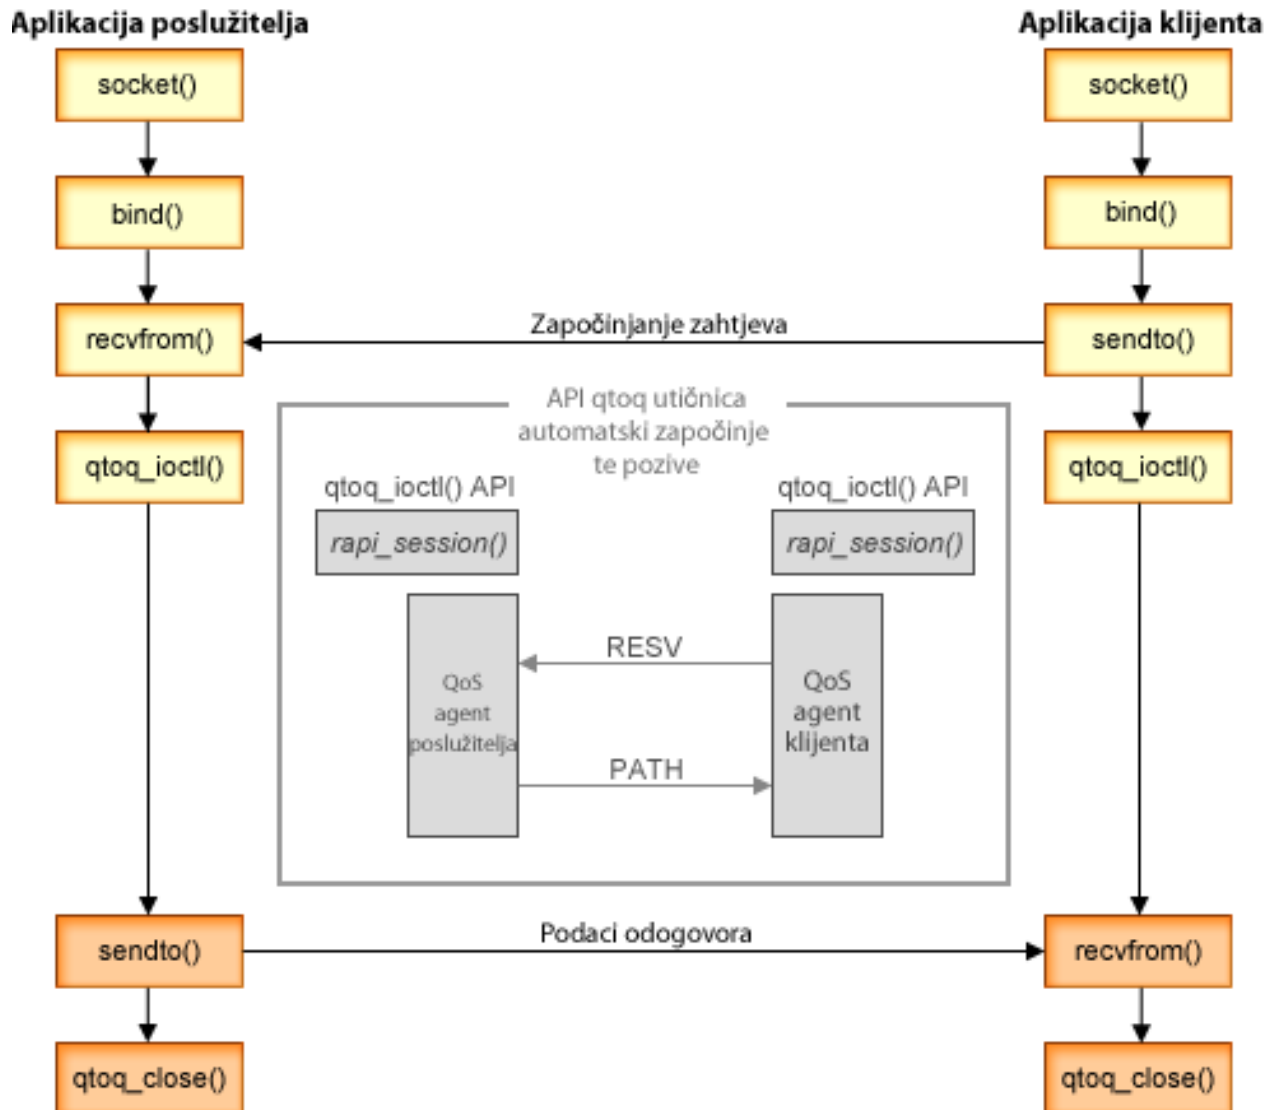 Aplikacija poslužitelja
Aplikacija klijenta
socket()
socket()
bind()
bind()
recvfrom()
Započinjanje zahtjeva
sendto()
API qtoq utičnica
automatski započinje
te pozive
qtoq_ioctl()
qtoq_ioctl()
qtoq_ioctl() API
qtoq_ioctl() API
rapi_session()
rapi_session()
RESV
QoS
agent
poslužitelja
QoS
agent
klijenta
PATH
sendto()
Podaci odogovora
recvfrom()
qtoq_close()
qtoq_close()